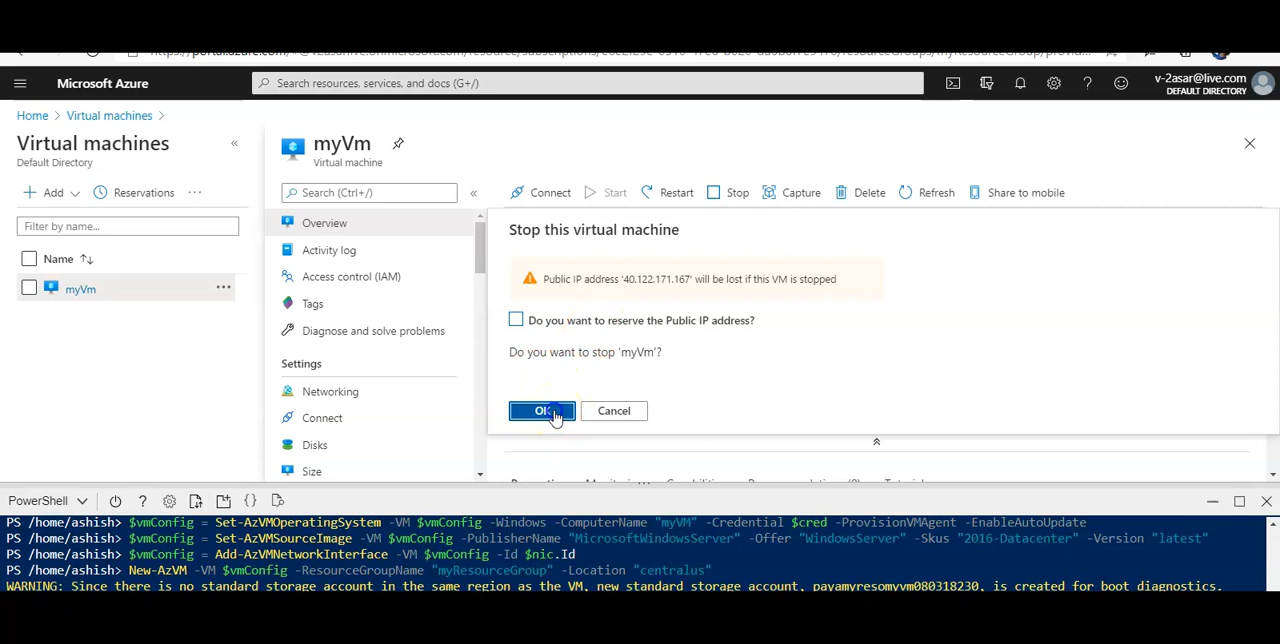 Microsoft Azure
Search resources, services, and docs (G+/)
v-2asar@live.com
DEFAULT DIRECTORY
Home > Virtual machines >
Virtual machines
Default Directory
Add
Reservations
Filter by name...
Name
myVm
myVm
Virtual machine
Search (Ctrl+/)
Overview
Activity log
Access control (IAM)
Tags
Diagnose and solve problems
Settings
Networking
Connect
Disks
Size
Connect Start Restart Stop Capture Delete Refresh Share to mobile
Stop this virtual machine
Public IP address '40.122.171.167' will be lost if this VM is stopped
Do you want to reserve the Public IP address?
Do you want to stop 'myVm'?
OK Cancel
PowerShell
PS /home/ashish> $vmConfig = Set-AzVMOperatingSystem -VM $vmConfig -Windows -ComputerName "myVM" -Credential $cred -ProvisionVMAgent -EnableAutoUpdate
PS /home/ashish> $vmConfig = Set-AzVMSourceImage -VM $vmConfig -PublisherName "MicrosoftWindowsServer" -Offer "WindowsServer" -Skus "2016-Datacenter" -Version "latest"
PS /home/ashish> $vmConfig = Add-AzVMNetworkInterface -VM $vmConfig -Id $nic.Id
PS /home/ashish> New-AzVM -VM $vmConfig -ResourceGroupName "myResourceGroup" -Location "centralus"
WARNING: Since there is no standard storage account in the same region as the VM, new standard storage account, payamyresomyvm080318230, is created for boot diagnostics.